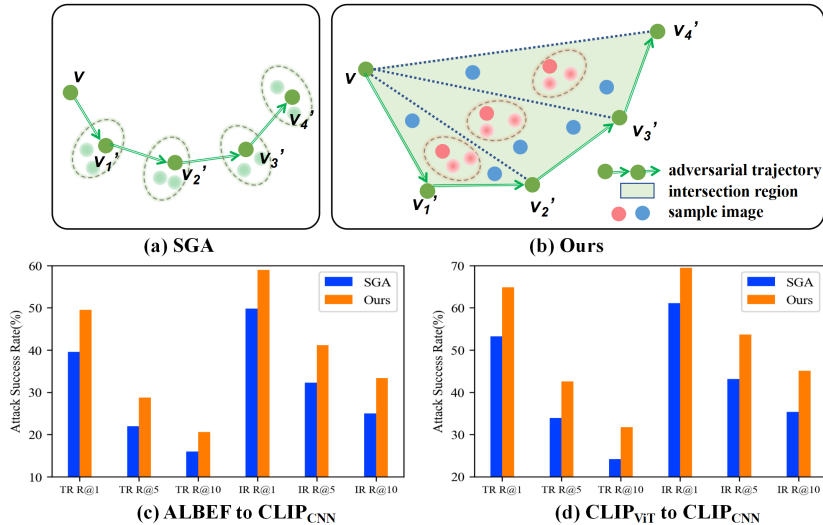 v
v₁’
v₂’
v₃’
v₄’
(a) SGA
v
v₁’
v₂’
v₃’
v₄’
adversarial trajectory
intersection region
sample image
(b) Ours
Attack Success Rate(%)
60
50
40
30
20
10
SGA
Ours
TR R@1 TR R@5 TR R@10 IR R@1 IR R@5 IR R@10
(c) ALBEF to CLIP_CNN
Attack Success Rate(%)
70
60
50
40
30
20
SGA
Ours
TR R@1 TR R@5 TR R@10 IR R@1 IR R@5 IR R@10
(d) CLIP_ViT to CLIP_CNN